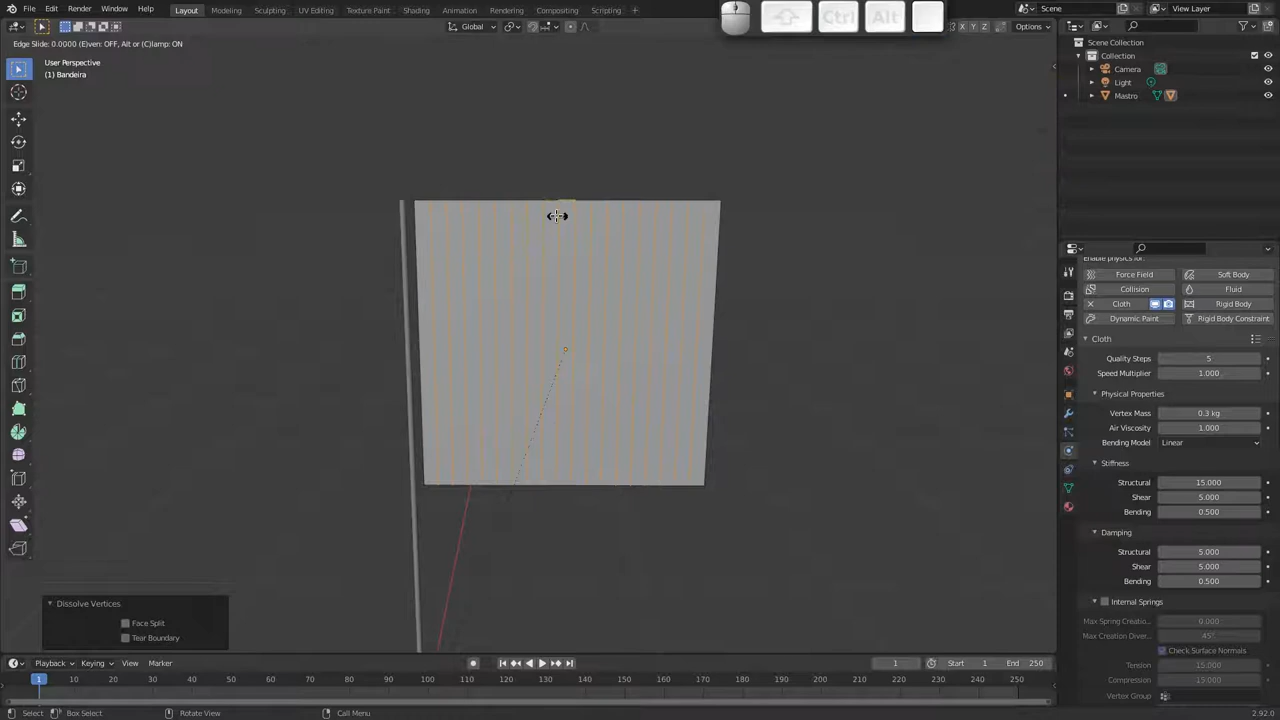 File Edit Render Window Help Layout Modeling Sculpting UV Editing Texture Paint Shading Animation Rendering Compositing Scripting + Ctrl Alt Scene View Layer
Global X Y Z Options
Edge Slide: 0.0000 (E)ven: OFF, Alt or (C)lamp: ON
Scene Collection
Collection
Camera
Light
Mastro
User Perspective
(1) Bandeira
Enable physics for:
Force Field Soft Body
Collision Fluid
Cloth Rigid Body
Dynamic Paint Rigid Body Constraint
Cloth
Quality Steps 5
Speed Multiplier 1.000
Physical Properties
Vertex Mass 0.3 kg
Air Viscosity 1.000
Bending Model Linear
Stiffness
Structural 15.000
Shear 5.000
Bending 0.500
Damping
Structural 5.000
Shear 5.000
Bending 0.500
Internal Springs
Max Spring Creatio... 0.000
Max Creation Diver... 45°
Check Surface Normals
Tension 15.000
Compression 15.000
Vertex Group
Dissolve Vertices
Face Split
Tear Boundary
Playback Keying View Marker 1 Start 1 End 250
1 10 20 30 40 50 60 70 80 90 100 110 120 130 140 150 160 170 180 190 200 210 220 230 240 250
Select Box Select Rotate View Call Menu 2.92.0